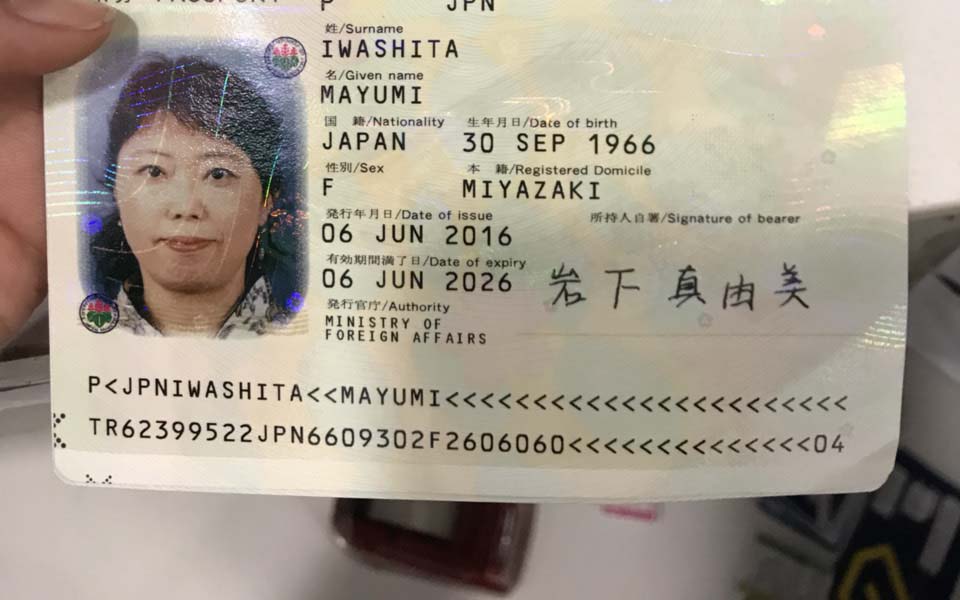 P JPN
姓/Surname
IWASHITA
名/Given name
MAYUMI
国 籍/Nationality 生年月日/Date of birth
JAPAN 30 SEP 1966
性別/Sex 本 籍/Registered Domicile
F MIYAZAKI
発行年月日/Date of issue 所持人自署/Signature of bearer
06 JUN 2016
有効期間満了日/Date of expiry
06 JUN 2026 岩下真由美
発行官庁/Authority
MINISTRY OF
FOREIGN AFFAIRS
P<JPNIWASHITA<<MAYUMI<<<<<<<<<<<<<<<<<<<<<<<
TR62399522JPN6609302F2606060<<<<<<<<<<<<<<04